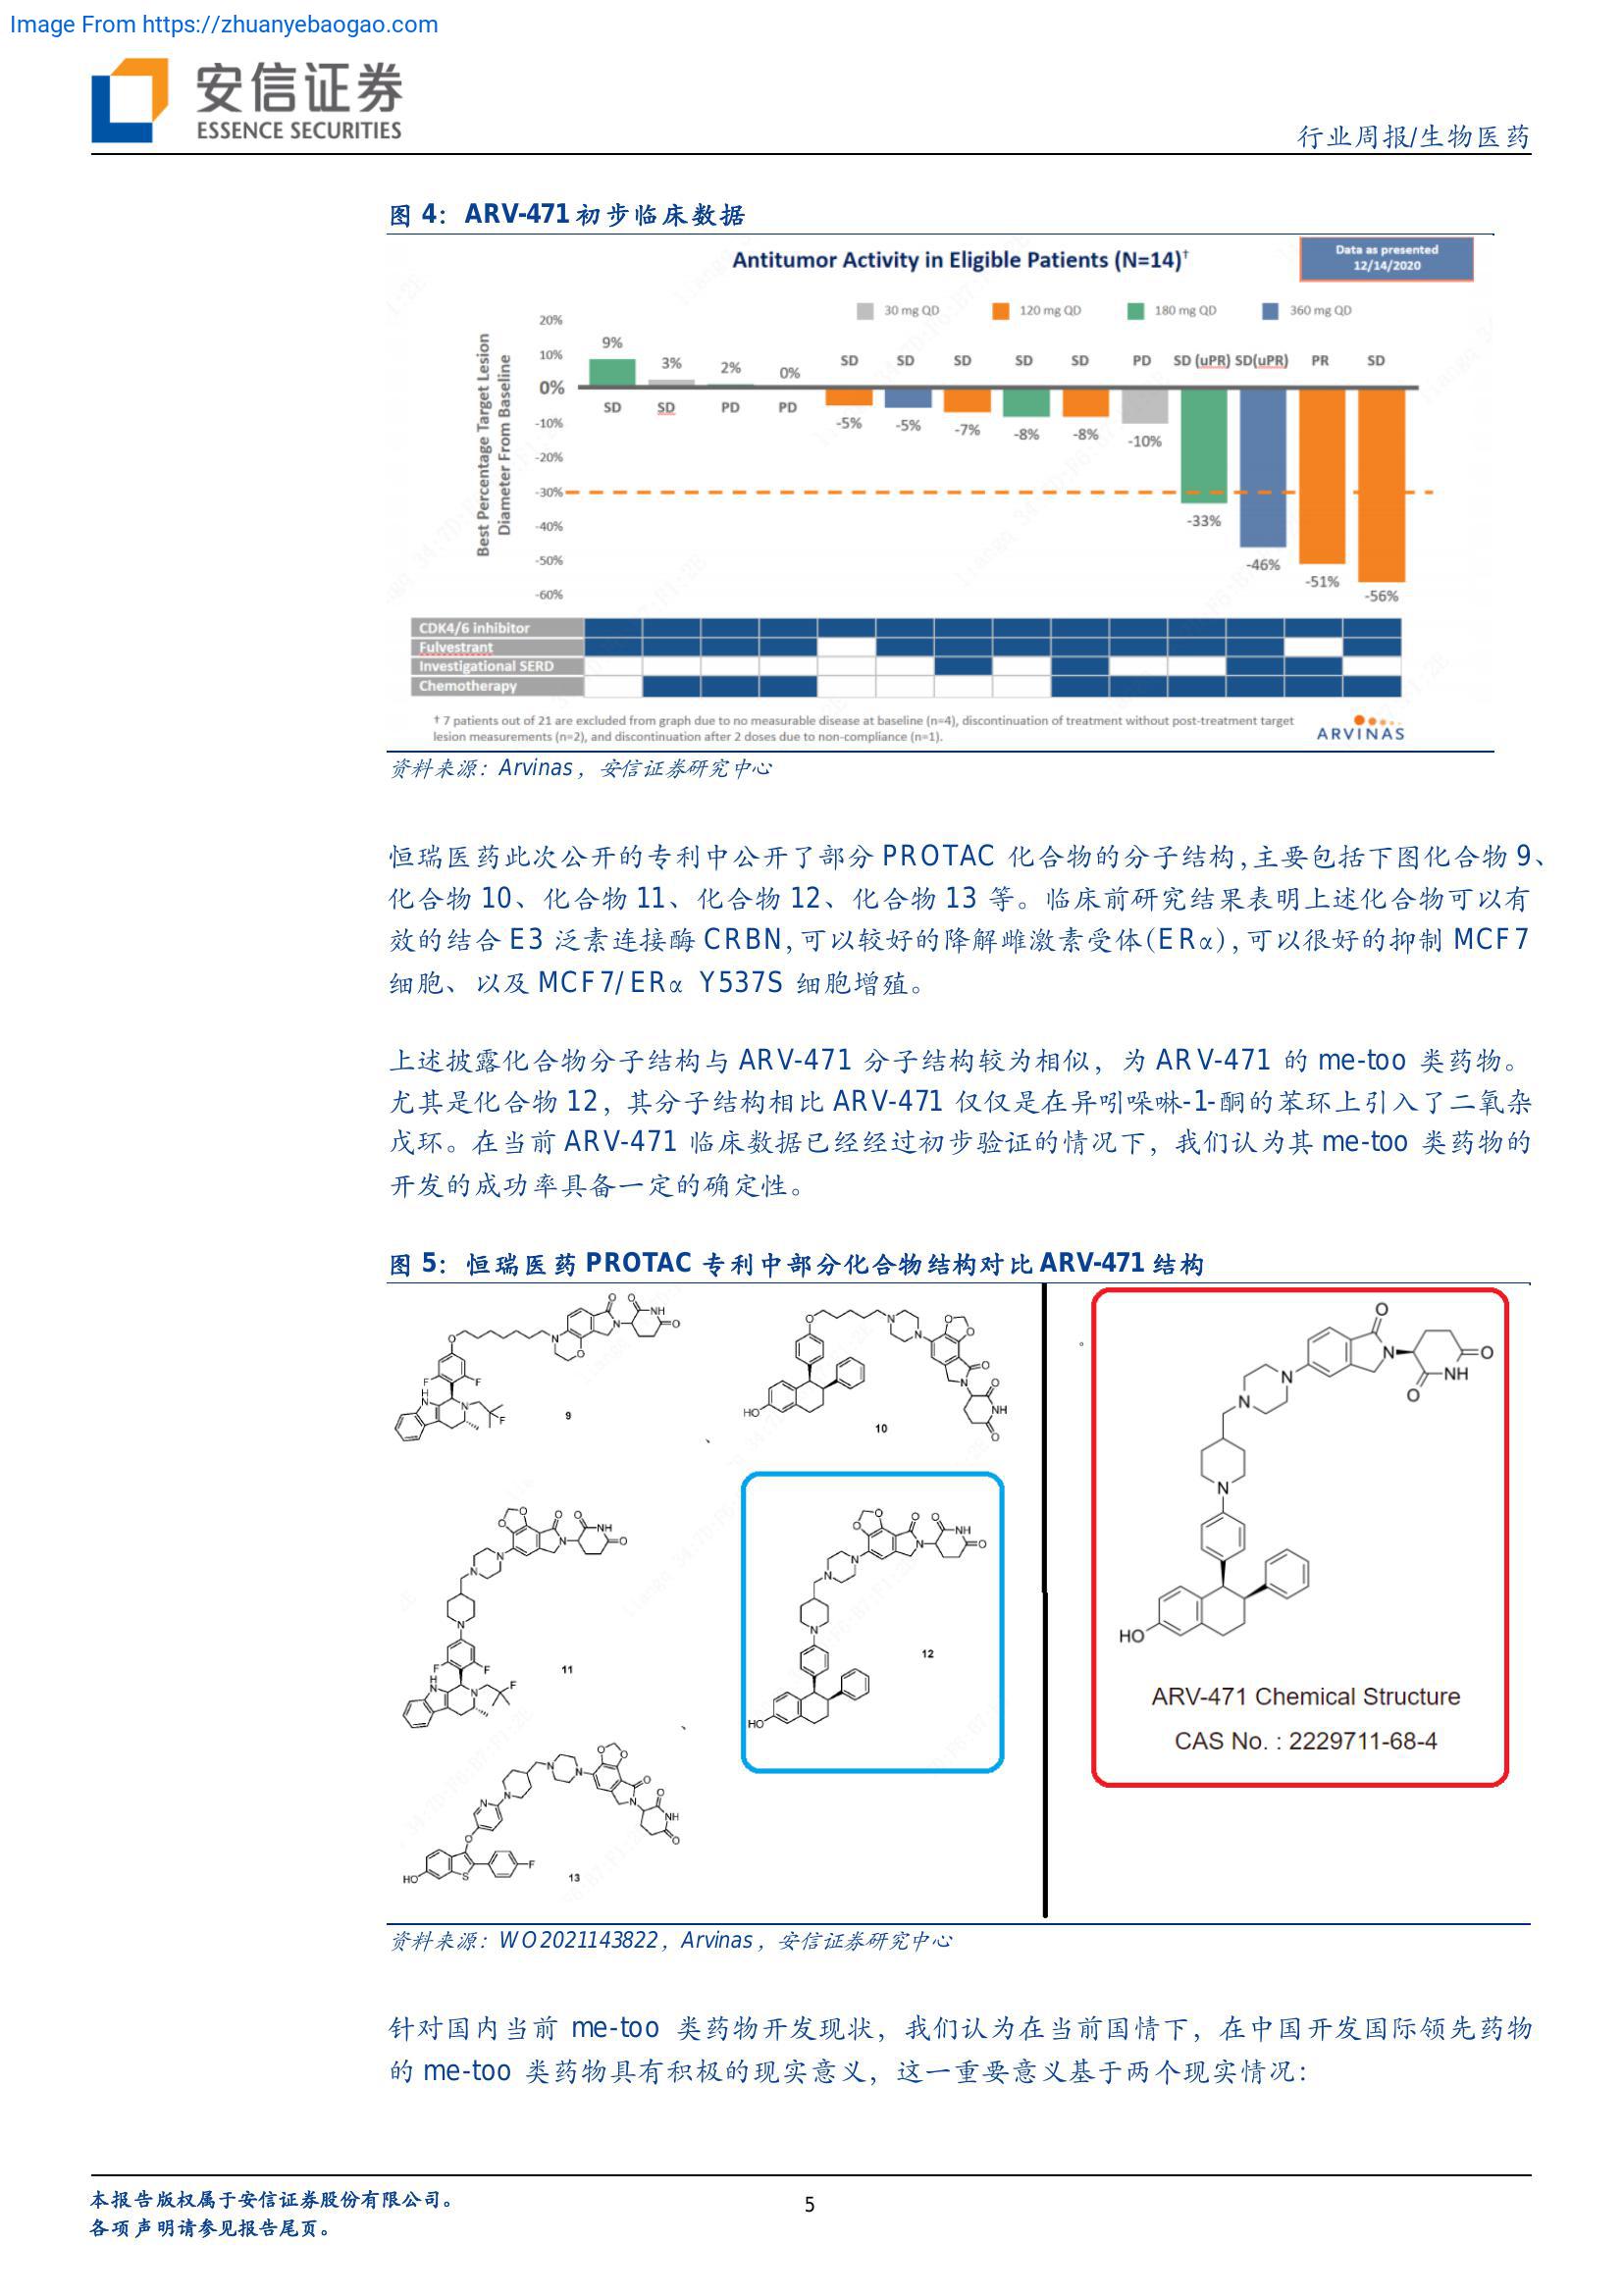 Image From https://zhuanyebaogao.com
安信证券
ESSENCE SECURITIES
行业周报/生物医药
图 4：ARV-471 初步临床数据
Antitumor Activity in Eligible Patients (N=14)†
Data as presented
12/14/2020
30 mg QD 120 mg QD 180 mg QD 360 mg QD
Best Percentage Target Lesion
Diameter From Baseline
20%
10%
0%
-10%
-20%
-30%
-40%
-50%
-60%
9% 3% 2% 0% SD SD SD SD SD PD SD (uPR) SD(uPR) PR SD
SD SD PD PD -5% -5% -7% -8% -8% -10% -33% -46% -51% -56%
CDK4/6 inhibitor
Fulvestrant
Investigational SERD
Chemotherapy
† 7 patients out of 21 are excluded from graph due to no measurable disease at baseline (n=4), discontinuation of treatment without post-treatment target
lesion measurements (n=2), and discontinuation after 2 doses due to non-compliance (n=1).
ARVINAS
资料来源：Arvinas，安信证券研究中心
恒瑞医药此次公开的专利中公开了部分 PROTAC 化合物的分子结构，主要包括下图化合物 9、
化合物 10、化合物 11、化合物 12、化合物 13 等。临床前研究结果表明上述化合物可以有
效的结合 E3 泛素连接酶 CRBN，可以较好的降解雌激素受体（ERα），可以很好的抑制 MCF7
细胞、以及 MCF7/ERα Y537S 细胞增殖。
上述披露化合物分子结构与 ARV-471 分子结构较为相似，为 ARV-471 的 me-too 类药物。
尤其是化合物 12，其分子结构相比 ARV-471 仅仅是在异吲哚啉-1-酮的苯环上引入了二氧杂
戊环。在当前 ARV-471 临床数据已经经过初步验证的情况下，我们认为其 me-too 类药物的
开发的成功率具备一定的确定性。
图 5：恒瑞医药 PROTAC 专利中部分化合物结构对比 ARV-471 结构
9
10
11
12
13
ARV-471 Chemical Structure
CAS No. : 2229711-68-4
资料来源：WO2021143822，Arvinas，安信证券研究中心
针对国内当前 me-too 类药物开发现状，我们认为在当前国情下，在中国开发国际领先药物
的 me-too 类药物具有积极的现实意义，这一重要意义基于两个现实情况：
本报告版权属于安信证券股份有限公司。
各项声明请参见报告尾页。
5